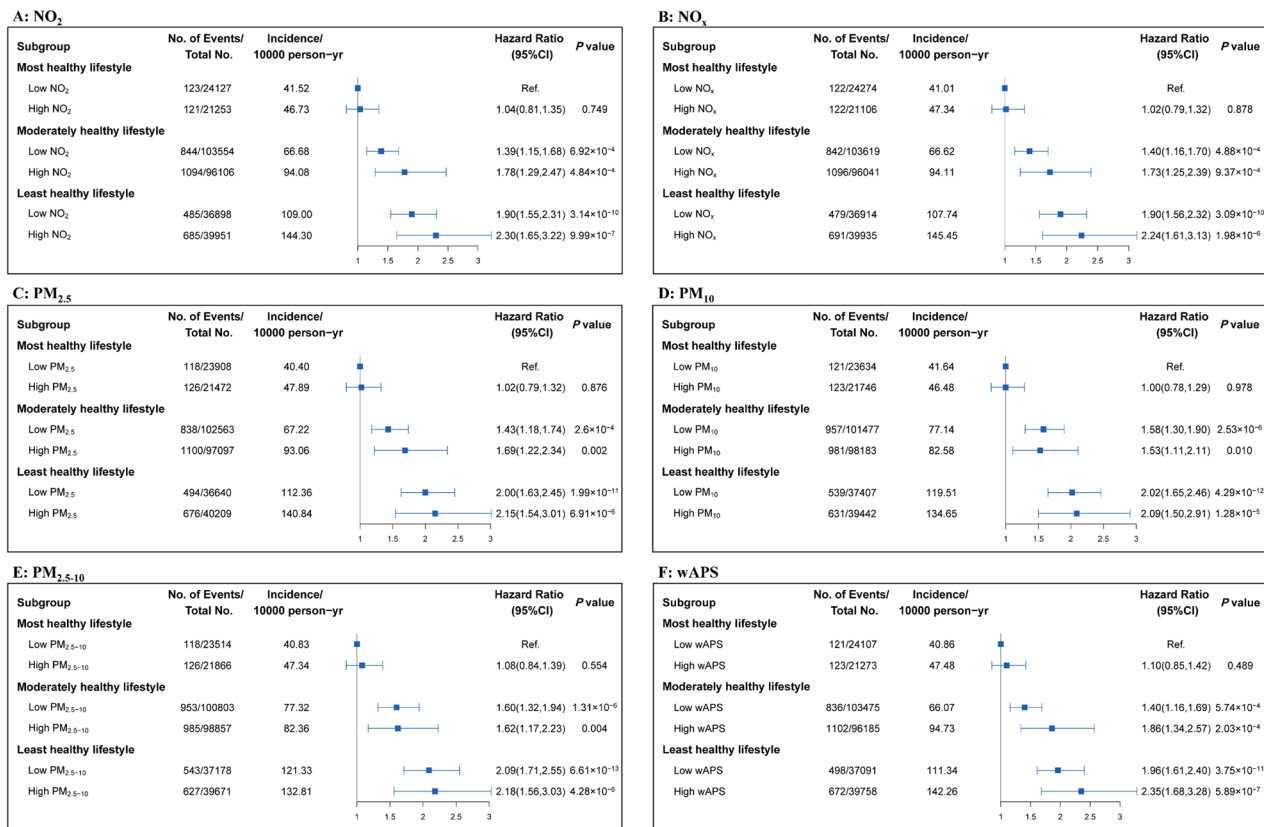 A: NO₂
Subgroup No. of Events/ Total No. Incidence/ 10000 person−yr Hazard Ratio (95%CI) P value
Most healthy lifestyle
Low NO₂ 123/24127 41.52 Ref.
High NO₂ 121/21253 46.73 1.04(0.81,1.35) 0.749
Moderately healthy lifestyle
Low NO₂ 844/103554 66.68 1.39(1.15,1.68) 6.92×10⁻⁴
High NO₂ 1094/96106 94.08 1.78(1.29,2.47) 4.84×10⁻⁴
Least healthy lifestyle
Low NO₂ 485/36898 109.00 1.90(1.55,2.31) 3.14×10⁻¹⁰
High NO₂ 685/39951 144.30 2.30(1.65,3.22) 9.99×10⁻⁷
1 1.5 2 2.5 3
B: NOₓ
Subgroup No. of Events/ Total No. Incidence/ 10000 person−yr Hazard Ratio (95%CI) P value
Most healthy lifestyle
Low NOₓ 122/24274 41.01 Ref.
High NOₓ 122/21106 47.34 1.02(0.79,1.32) 0.878
Moderately healthy lifestyle
Low NOₓ 842/103619 66.62 1.40(1.16,1.70) 4.88×10⁻⁴
High NOₓ 1096/96041 94.11 1.73(1.25,2.39) 9.37×10⁻⁴
Least healthy lifestyle
Low NOₓ 479/36914 107.74 1.90(1.56,2.32) 3.09×10⁻¹⁰
High NOₓ 691/39935 145.45 2.24(1.61,3.13) 1.98×10⁻⁶
1 1.5 2 2.5 3
C: PM₂.₅
Subgroup No. of Events/ Total No. Incidence/ 10000 person−yr Hazard Ratio (95%CI) P value
Most healthy lifestyle
Low PM₂.₅ 118/23908 40.40 Ref.
High PM₂.₅ 126/21472 47.89 1.02(0.79,1.32) 0.876
Moderately healthy lifestyle
Low PM₂.₅ 838/102563 67.22 1.43(1.18,1.74) 2.6×10⁻⁴
High PM₂.₅ 1100/97097 93.06 1.69(1.22,2.34) 0.002
Least healthy lifestyle
Low PM₂.₅ 494/36640 112.36 2.00(1.63,2.45) 1.99×10⁻¹¹
High PM₂.₅ 676/40209 140.84 2.15(1.54,3.01) 6.91×10⁻⁶
1 1.5 2 2.5 3
D: PM₁₀
Subgroup No. of Events/ Total No. Incidence/ 10000 person−yr Hazard Ratio (95%CI) P value
Most healthy lifestyle
Low PM₁₀ 121/23634 41.64 Ref.
High PM₁₀ 123/21746 46.48 1.00(0.78,1.29) 0.978
Moderately healthy lifestyle
Low PM₁₀ 957/101477 77.14 1.58(1.30,1.90) 2.53×10⁻⁶
High PM₁₀ 981/98183 82.58 1.53(1.11,2.11) 0.010
Least healthy lifestyle
Low PM₁₀ 539/37407 119.51 2.02(1.65,2.46) 4.29×10⁻¹²
High PM₁₀ 631/39442 134.65 2.09(1.50,2.91) 1.28×10⁻⁵
1 1.5 2 2.5 3
E: PM₂.₅₋₁₀
Subgroup No. of Events/ Total No. Incidence/ 10000 person−yr Hazard Ratio (95%CI) P value
Most healthy lifestyle
Low PM₂.₅₋₁₀ 118/23514 40.83 Ref.
High PM₂.₅₋₁₀ 126/21866 47.34 1.08(0.84,1.39) 0.554
Moderately healthy lifestyle
Low PM₂.₅₋₁₀ 953/100803 77.32 1.60(1.32,1.94) 1.31×10⁻⁶
High PM₂.₅₋₁₀ 985/98857 82.36 1.62(1.17,2.23) 0.004
Least healthy lifestyle
Low PM₂.₅₋₁₀ 543/37178 121.33 2.09(1.71,2.55) 6.61×10⁻¹³
High PM₂.₅₋₁₀ 627/39671 132.81 2.18(1.56,3.03) 4.28×10⁻⁶
1 1.5 2 2.5 3
F: wAPS
Subgroup No. of Events/ Total No. Incidence/ 10000 person−yr Hazard Ratio (95%CI) P value
Most healthy lifestyle
Low wAPS 121/24107 40.86 Ref.
High wAPS 123/21273 47.48 1.10(0.85,1.42) 0.489
Moderately healthy lifestyle
Low wAPS 836/103475 66.07 1.40(1.16,1.69) 5.74×10⁻⁴
High wAPS 1102/96185 94.73 1.86(1.34,2.57) 2.03×10⁻⁴
Least healthy lifestyle
Low wAPS 498/37091 111.34 1.96(1.61,2.40) 3.75×10⁻¹¹
High wAPS 672/39758 142.26 2.35(1.68,3.28) 5.89×10⁻⁷
1 1.5 2 2.5 3